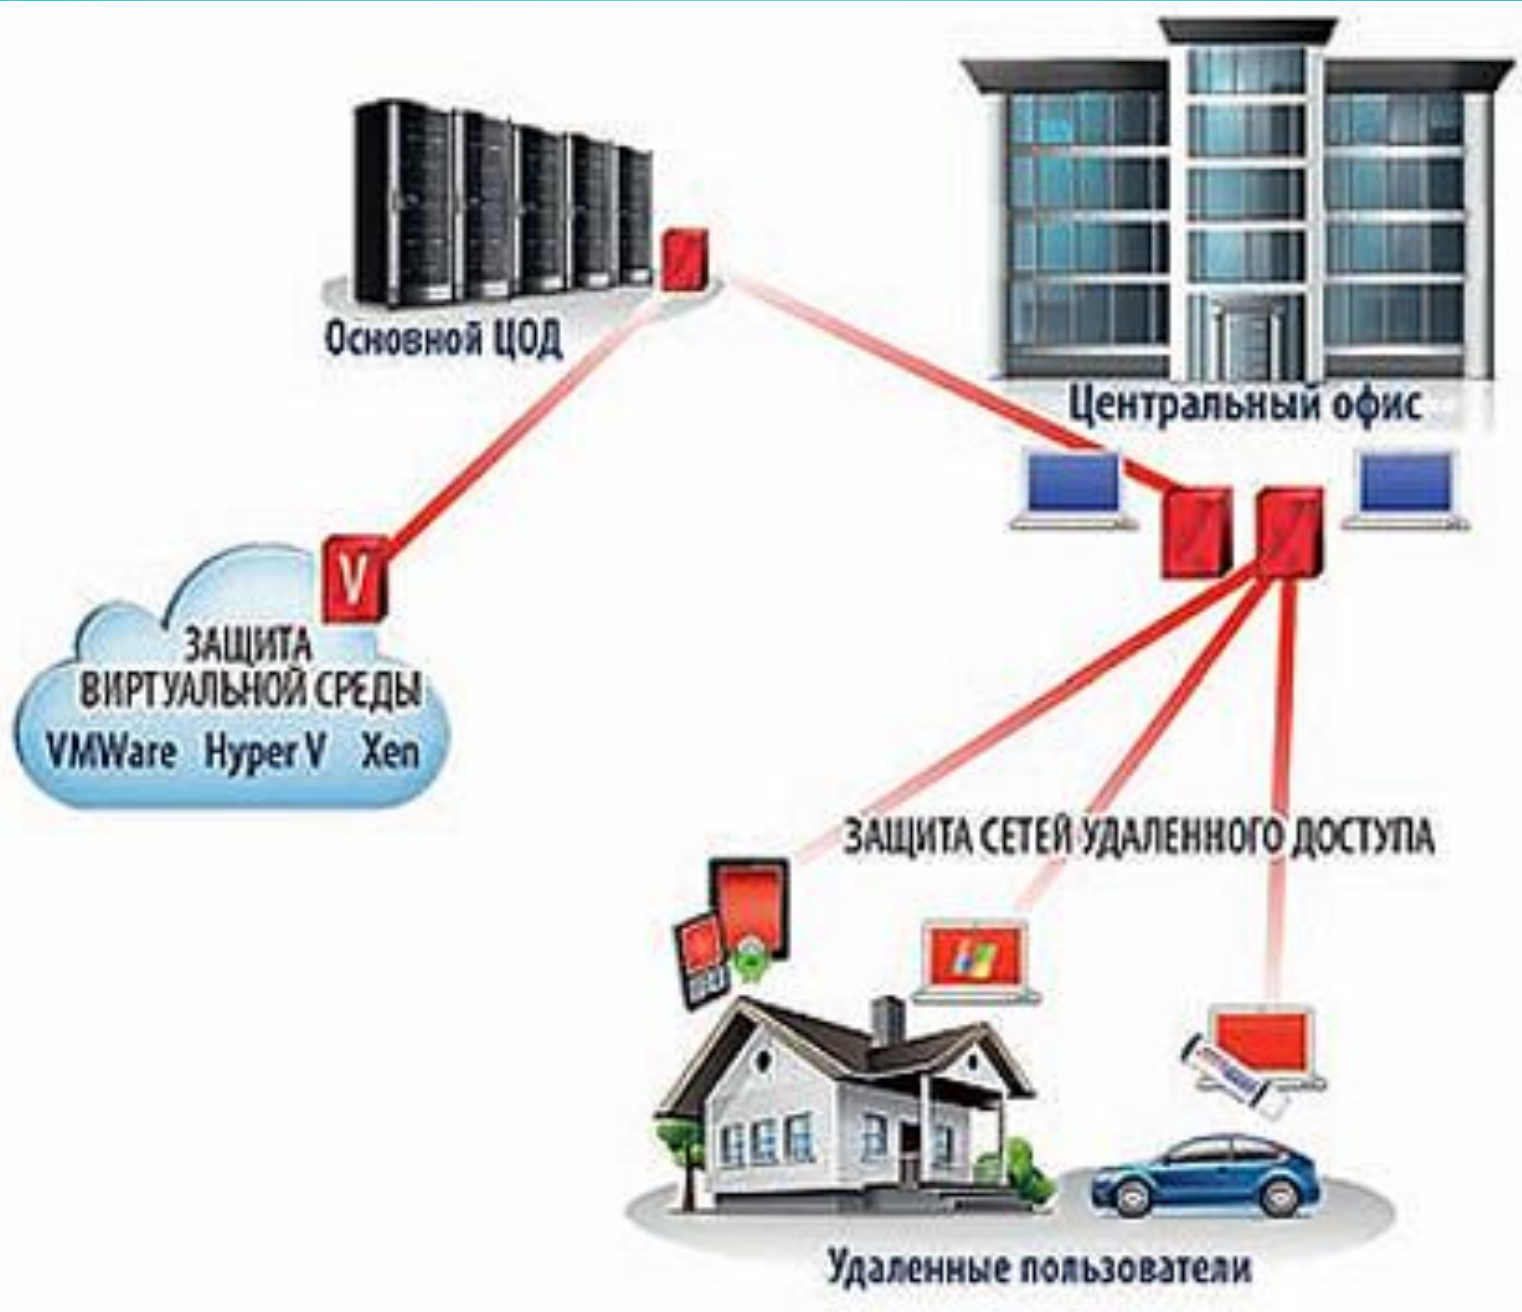 Основной ЦОД
Центральный офис
V
ЗАЩИТА
ВИРТУАЛЬНОЙ СРЕДЫ
VMWare Hyper V Xen
ЗАЩИТА СЕТЕЙ УДАЛЕННОГО ДОСТУПА
Удаленные пользователи